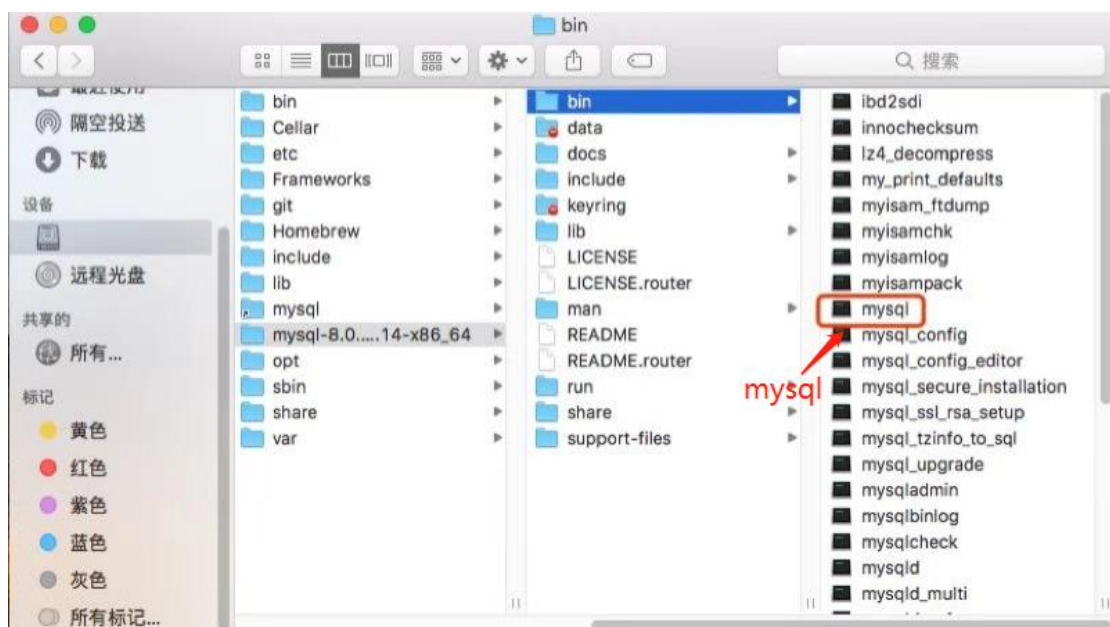 bin
搜索
最近使用
隔空投送
下载
设备
远程光盘
共享的
所有...
标记
黄色
红色
紫色
蓝色
灰色
所有标记...
bin
Cellar
etc
Frameworks
git
Homebrew
include
lib
mysql
mysql-8.0.....14-x86_64
opt
sbin
share
var
bin
data
docs
include
keyring
lib
LICENSE
LICENSE.router
man
README
README.router
run
share
support-files
ibd2sdi
innochecksum
lz4_decompress
my_print_defaults
myisam_ftdump
myisamchk
myisamlog
myisampack
mysql
mysql_config
mysql_config_editor
mysql_secure_installation
mysql_ssl_rsa_setup
mysql_tzinfo_to_sql
mysql_upgrade
mysqladmin
mysqlbinlog
mysqlcheck
mysqld
mysqld_multi
mysql